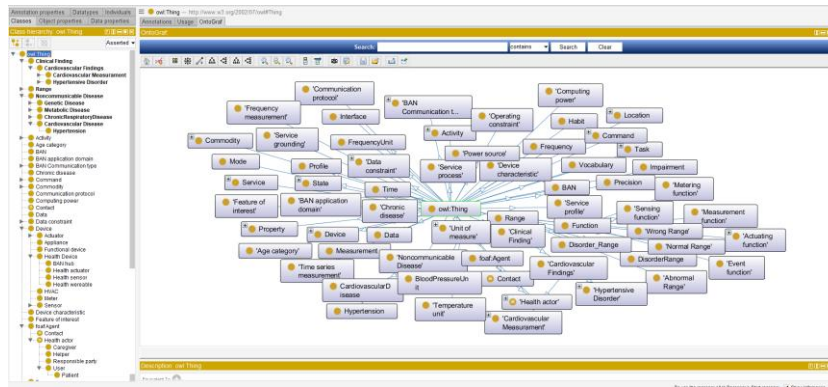 Annotation properties Datatypes Individuals
Classes Object properties Data properties
Class hierarchy: owl:Thing
Asserted
owl:Thing
Clinical Finding
Cardiovascular Findings
Cardiovascular Measurement
Hypertensive Disorder
Range
Noncommunicable Disease
Genetic Disease
Metabolic Disease
ChronicRespiratoryDisease
Cardiovascular Disease
Hypertension
Activity
Age category
BAN
BAN application domain
BAN Communication type
Chronic disease
Command
Commodity
Communication protocol
Computing power
Contact
Data
Data constraint
Device
Actuator
Appliance
Functional device
Health Device
BAN hub
Health actuator
Health sensor
Health wereable
HVAC
Meter
Sensor
Device characteristic
Feature of interest
foaf:Agent
Contact
Health actor
Caregiver
Helper
Responsible party
User
Patient
owl:Thing — http://www.w3.org/2002/07/owl#Thing
Annotations Usage OntoGraf
OntoGraf
Search: contains Search Clear
'Communication protocol'
'Computing power'
'Frequency measurement'
Interface
'BAN Communication t...
'Operating constraint'
Habit
Location
Commodity
'Service grounding'
FrequencyUnit
Activity
Frequency
Command
Task
Mode
Profile
'Data constraint'
'Power source'
'Service process'
'Device characteristic'
Vocabulary
Impairment
Service
State
Time
BAN
Precision
'Metering function'
'Feature of interest'
'BAN application domain'
'Chronic disease'
owl:Thing
'Service profile'
'Sensing function'
'Measurement function'
Property
Device
Data
'Unit of measure'
Range
Function
'Wrong Range'
'Actuating function'
'Clinical Finding'
Disorder_Range
'Normal Range'
'Age category'
Measurement
'Noncommunicable Disease'
foaf:Agent
DisorderRange
'Event function'
'Time series measurement'
'Cardiovascular Findings'
CardiovascularDisease
BloodPressureUnit
Contact
'Abnormal Range'
'Hypertensive Disorder'
Hypertension
'Temperature unit'
'Health actor'
'Cardiovascular Measurement'
Description: owl:Thing